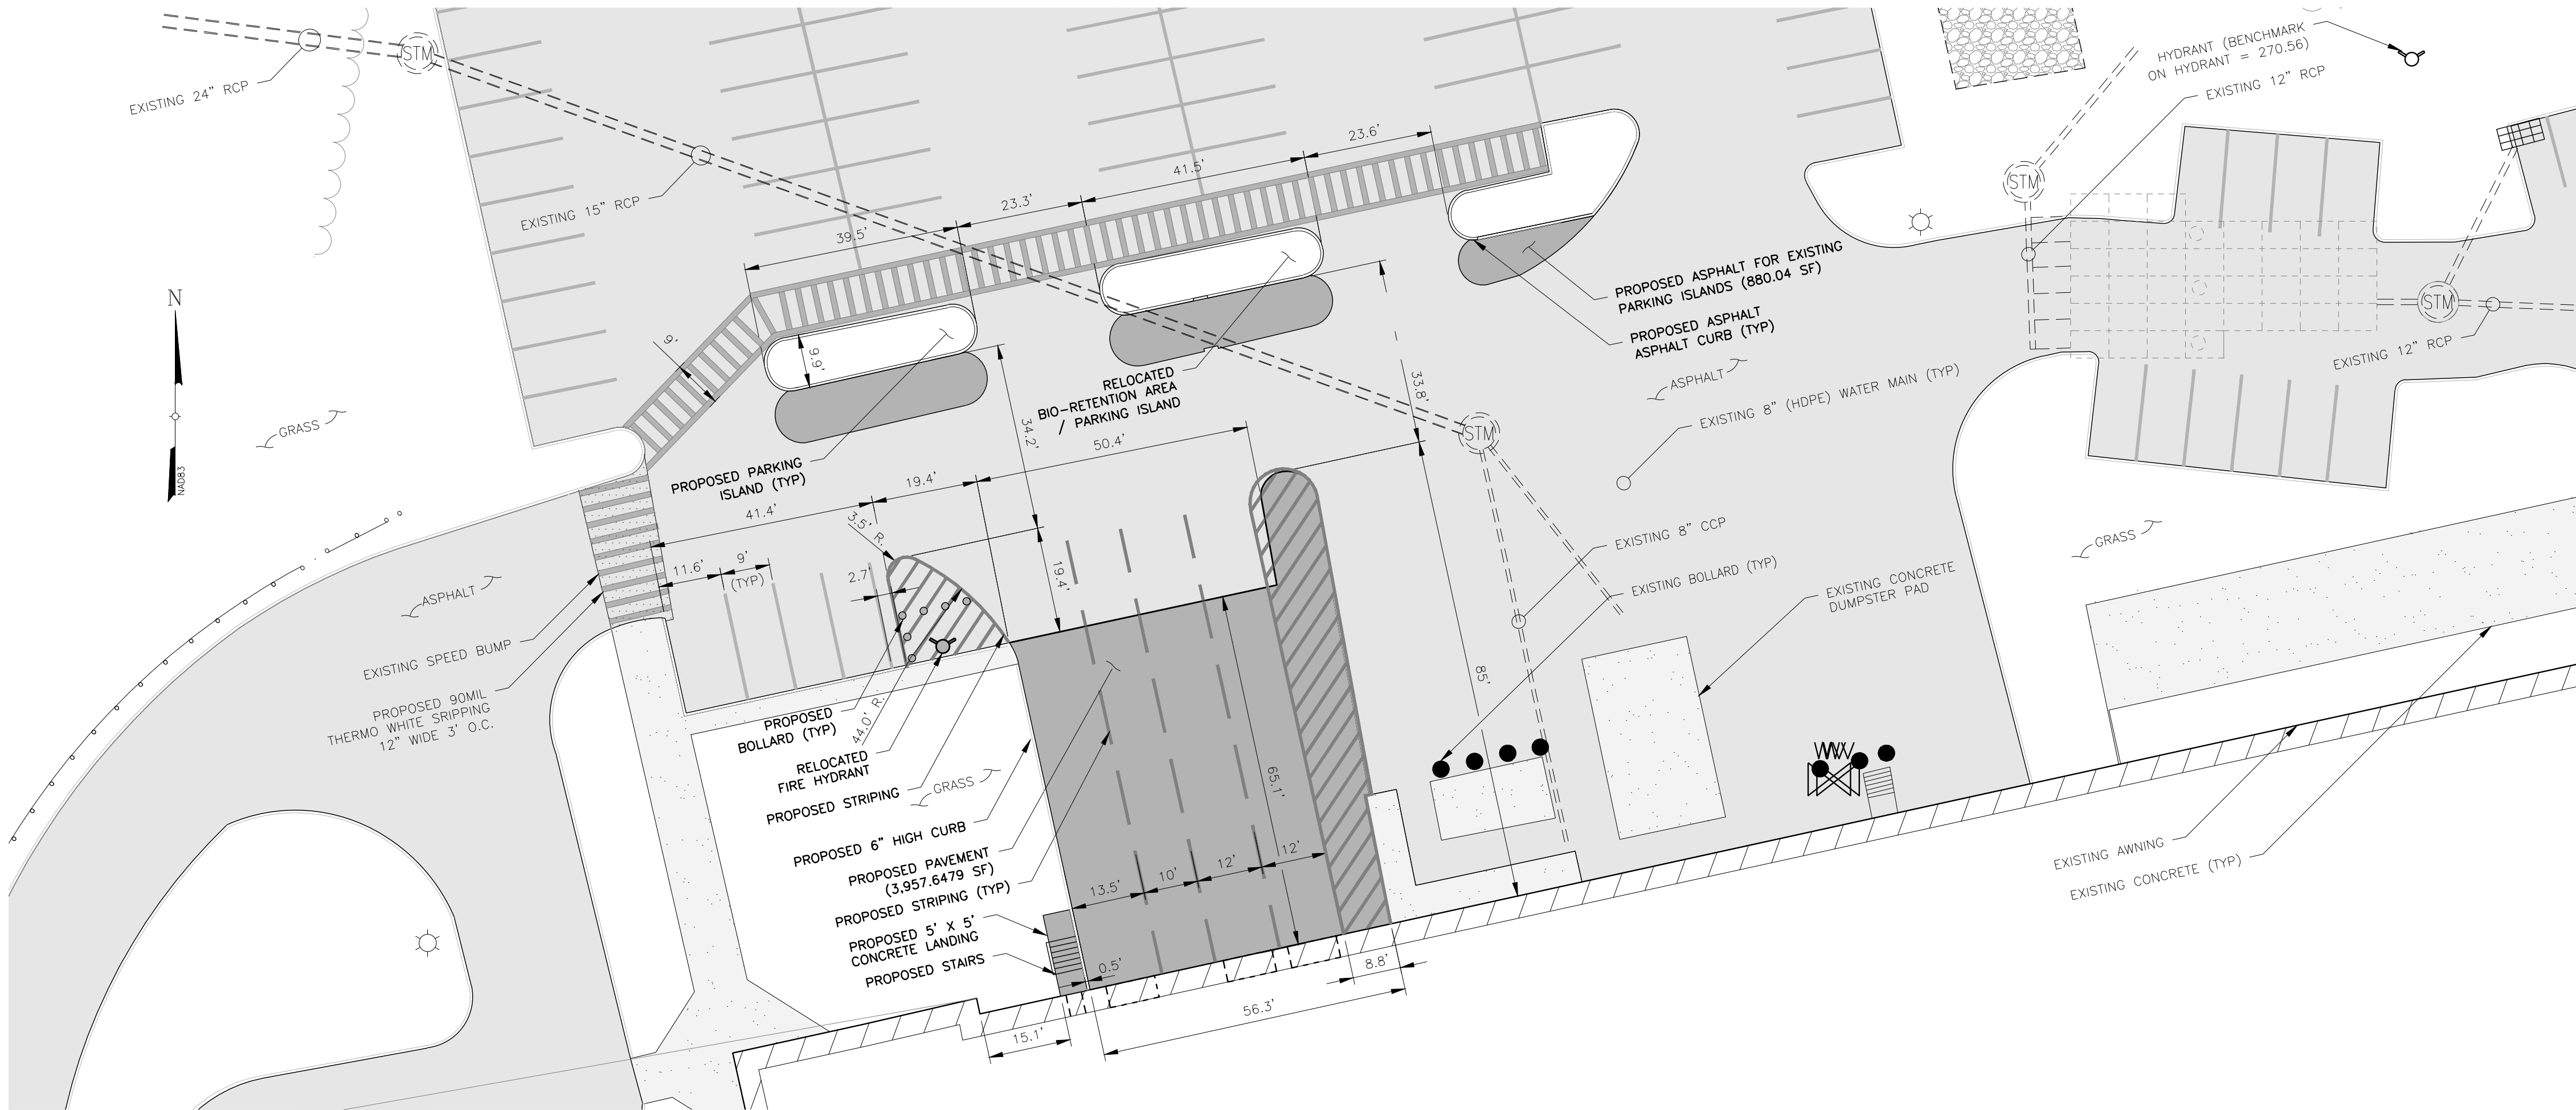 HYDRANT (BENCHMARK
ON HYDRANT = 270.56)
EXISTING 12" RCP
STM
EXISTING 24" RCP
EXISTING 15" RCP
STM
23.6'
41.5'
23.3'
39.5'
9'
9.9'
PROPOSED ASPHALT FOR EXISTING
PARKING ISLANDS (880.04 SF)
PROPOSED ASPHALT
ASPHALT CURB (TYP)
STM
EXISTING 12" RCP
N
NAD83
GRASS
RELOCATED
BIO-RETENTION AREA
/ PARKING ISLAND
ASPHALT
EXISTING 8" (HDPE) WATER MAIN (TYP)
33.8'
34.2'
50.4'
STM
PROPOSED PARKING
ISLAND (TYP)
19.4'
41.4'
3.5' R.
EXISTING 8" CCP
GRASS
11.6'
9'
(TYP)
2.7'
19.4'
EXISTING BOLLARD (TYP)
EXISTING CONCRETE
DUMPSTER PAD
ASPHALT
EXISTING SPEED BUMP
PROPOSED 90MIL
THERMO WHITE SRIPPING
12" WIDE 3' O.C.
85'
PROPOSED
BOLLARD (TYP)
44.0' R.
RELOCATED
FIRE HYDRANT
PROPOSED STRIPING
GRASS
65.1'
PROPOSED 6" HIGH CURB
PROPOSED PAVEMENT
(3,957.6479 SF)
PROPOSED STRIPING (TYP)
13.5'
10'
12'
12'
EXISTING AWNING
EXISTING CONCRETE (TYP)
PROPOSED 5' X 5'
CONCRETE LANDING
PROPOSED STAIRS
0.5'
8.8'
56.3'
15.1'